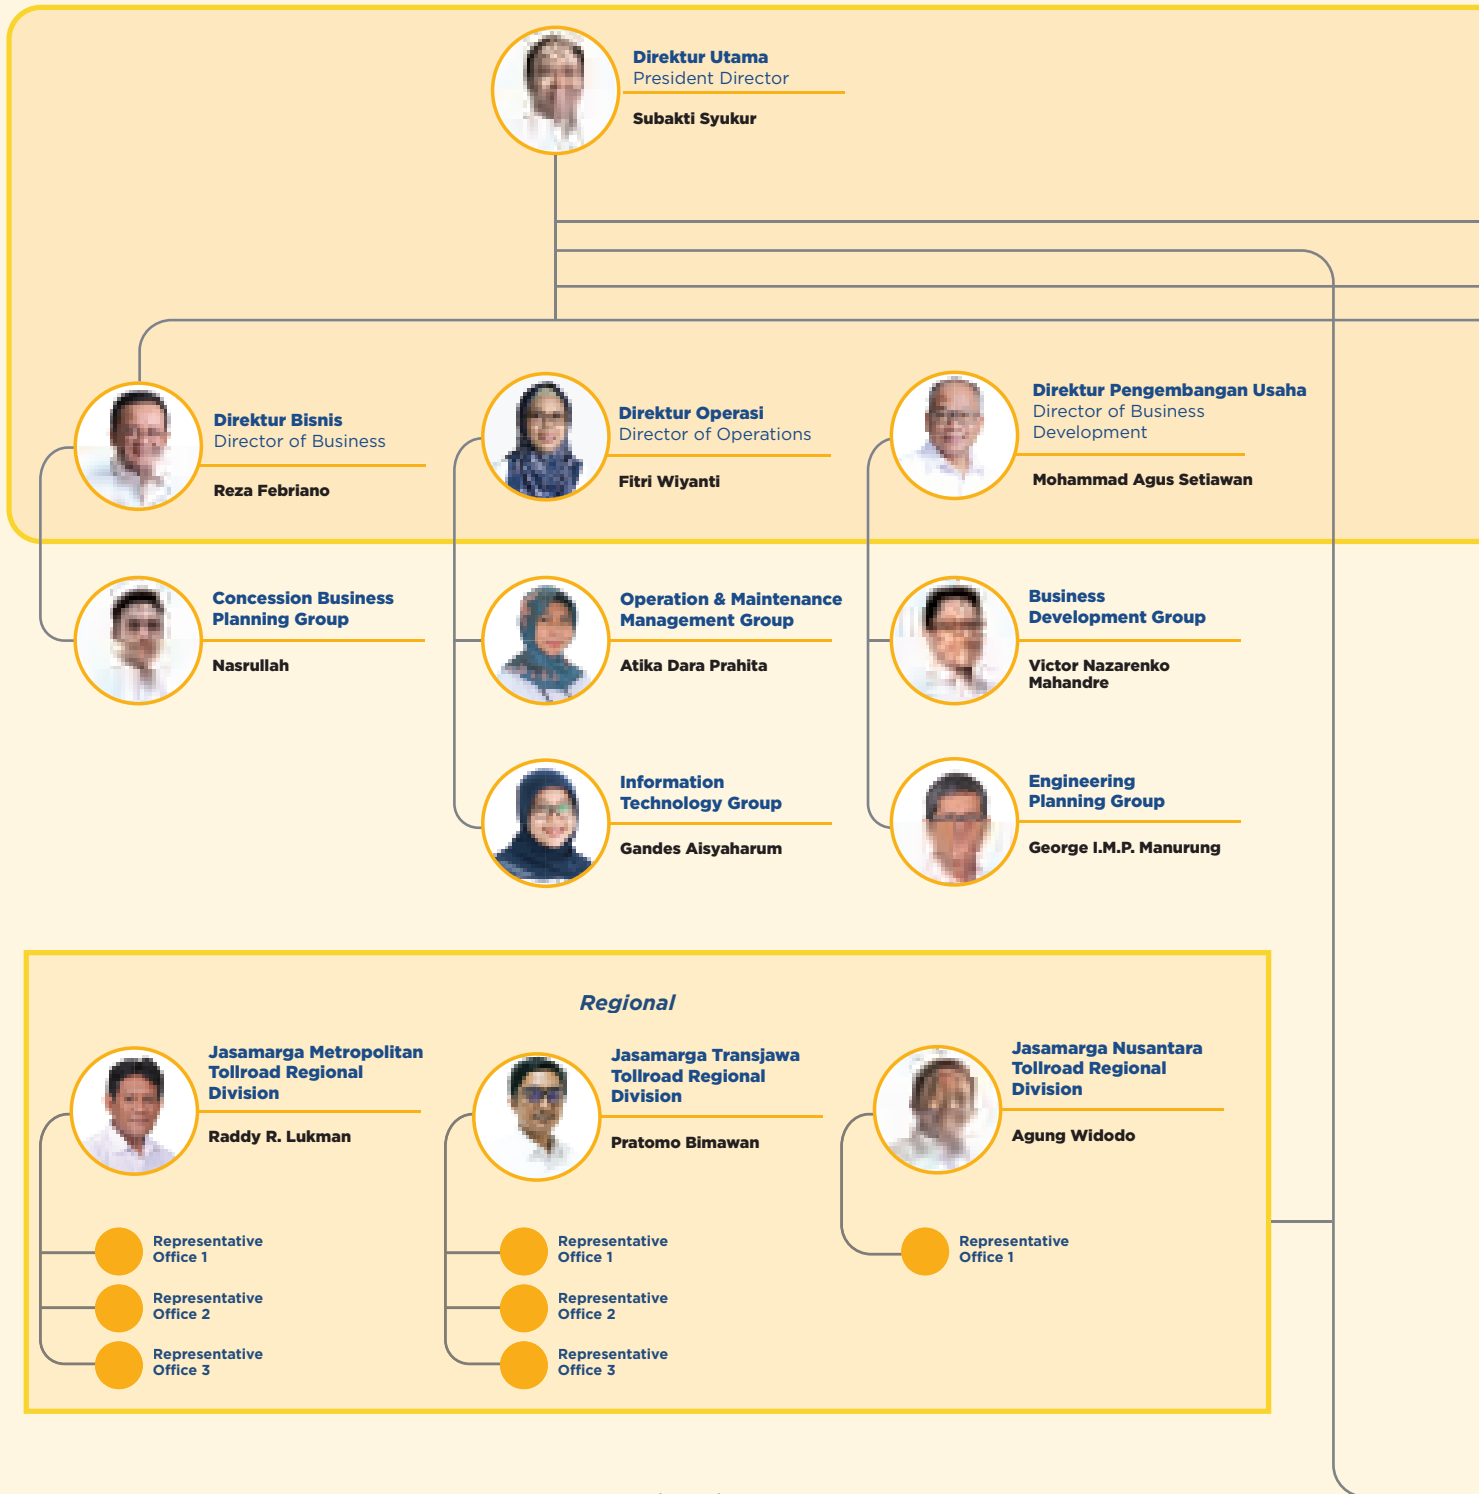 Direktur Utama
President Director
Subakti Syukur
Direktur Bisnis
Director of Business
Reza Febriano
Direktur Operasi
Director of Operations
Fitri Wiyanti
Direktur Pengembangan Usaha
Director of Business
Development
Mohammad Agus Setiawan
Concession Business
Planning Group
Nasrullah
Operation & Maintenance
Management Group
Atika Dara Prahita
Business
Development Group
Victor Nazarenko
Mahandre
Information
Technology Group
Gandes Aisyaharum
Engineering
Planning Group
George I.M.P. Manurung
Regional
Jasamarga Metropolitan
Tollroad Regional
Division
Raddy R. Lukman
Representative
Office 1
Representative
Office 2
Representative
Office 3
Jasamarga Transjawa
Tollroad Regional
Division
Pratomo Bimawan
Representative
Office 1
Representative
Office 2
Representative
Office 3
Jasamarga Nusantara
Tollroad Regional
Division
Agung Widodo
Representative
Office 1